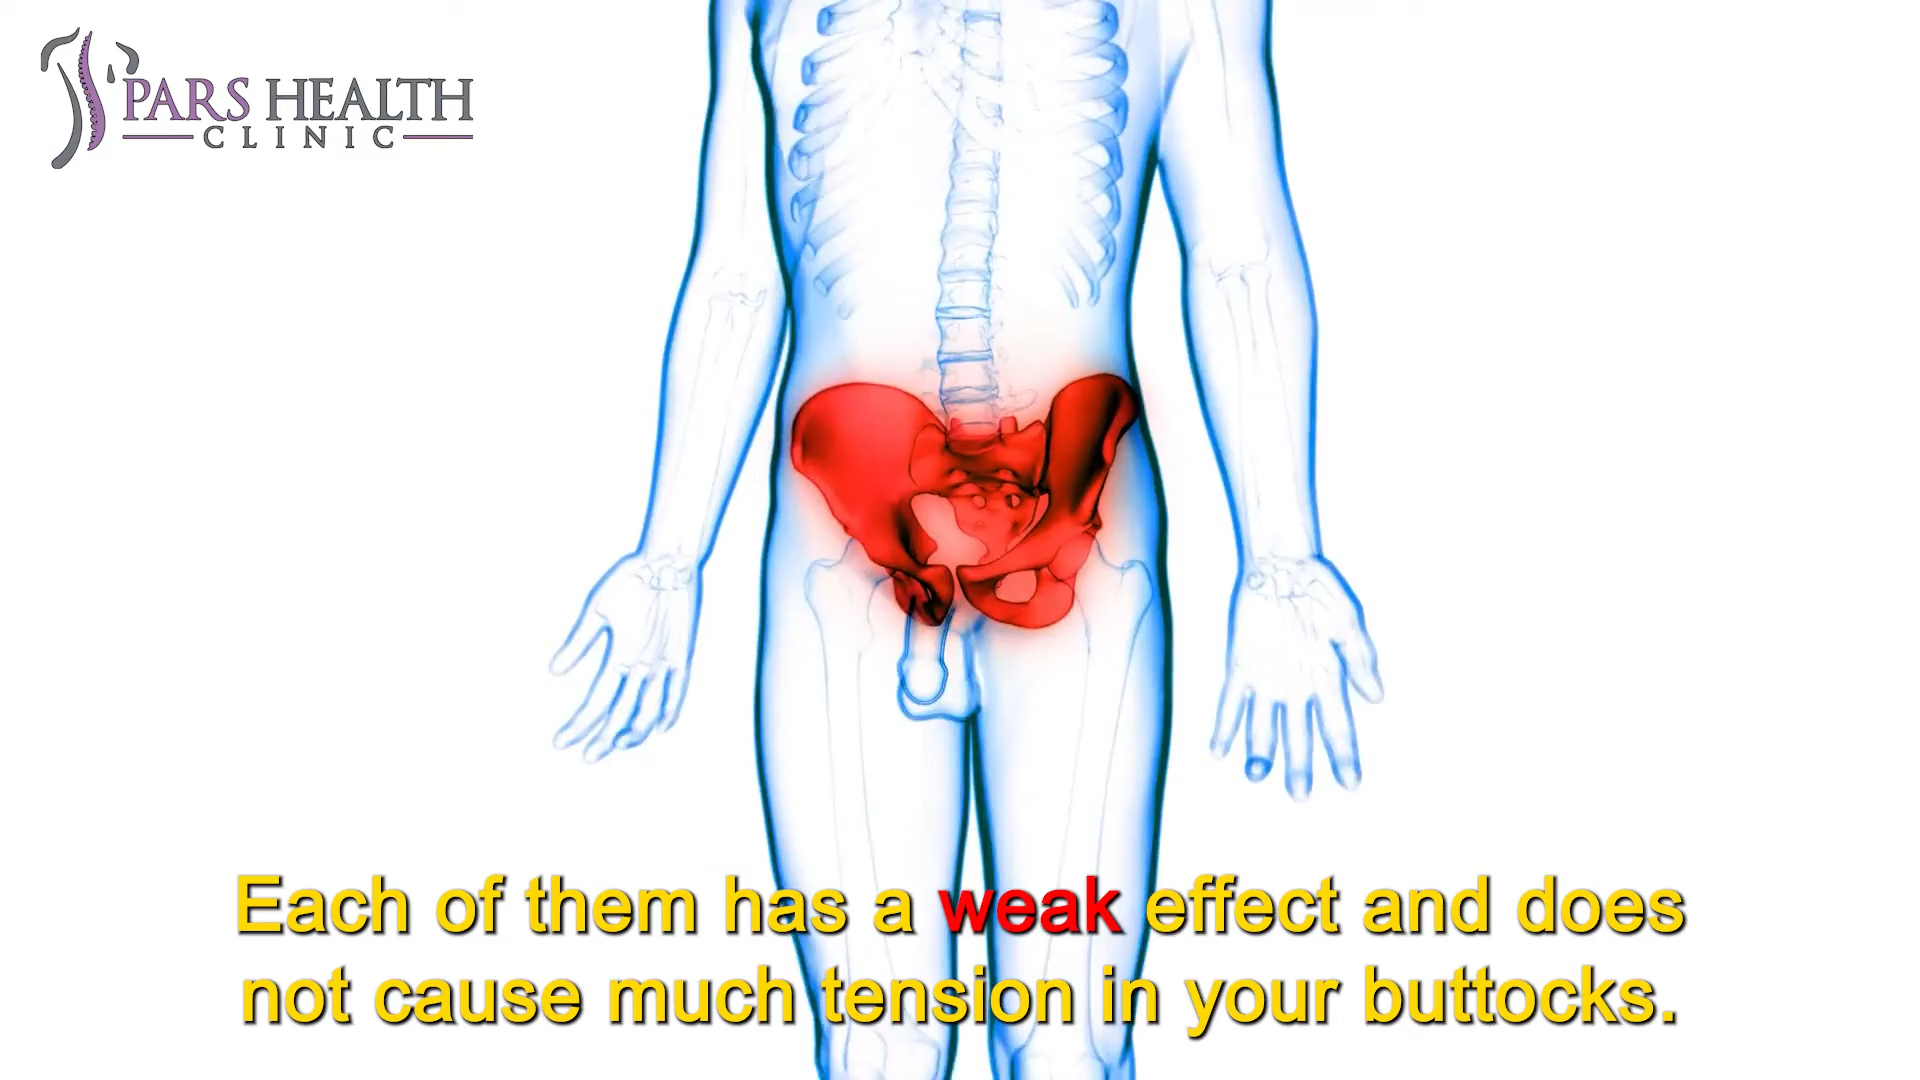 PARS HEALTH
CLINIC
Each of them has a weak effect and does
not cause much tension in your buttocks.